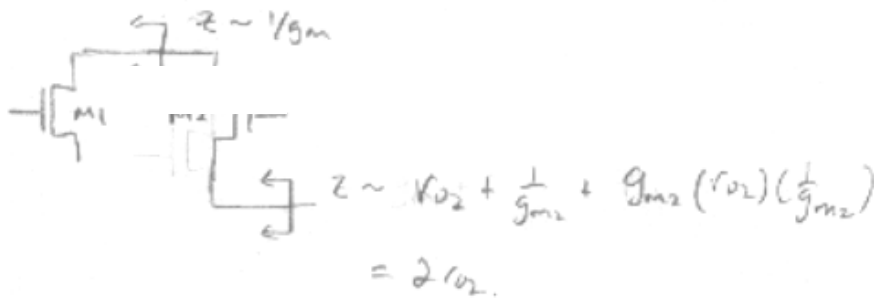 z ~ 1/gm
M1 M2
z ~ ro2 + 1/gm2 + gm2 (ro2) (1/gm2)
= 2 ro2.